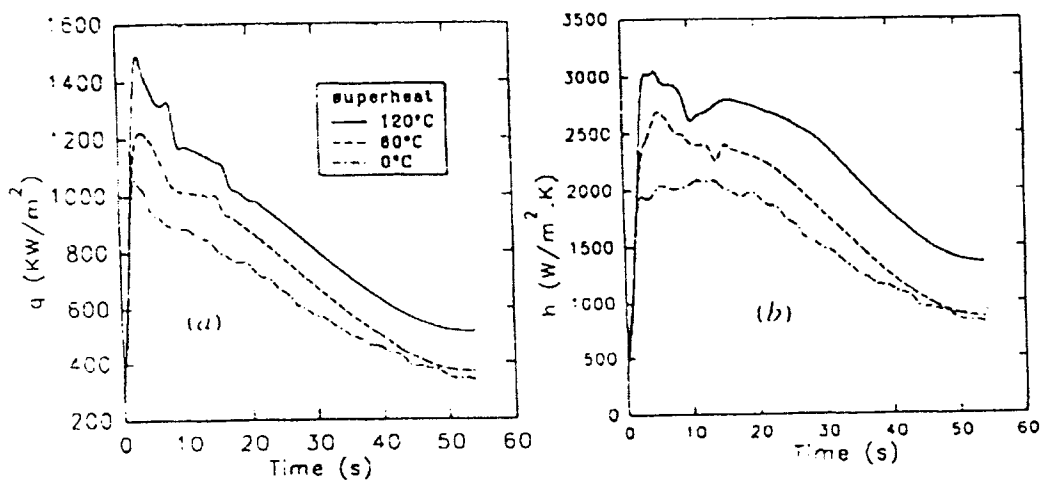 1600
1400
1200
1000
800
600
400
200
q (KW/m²)
superheat
120°C
60°C
0°C
(a)
0 10 20 30 40 50 60
Time (s)
3500
3000
2500
2000
1500
1000
500
0
h (W/m².K)
(b)
0 10 20 30 40 50 60
Time (s)